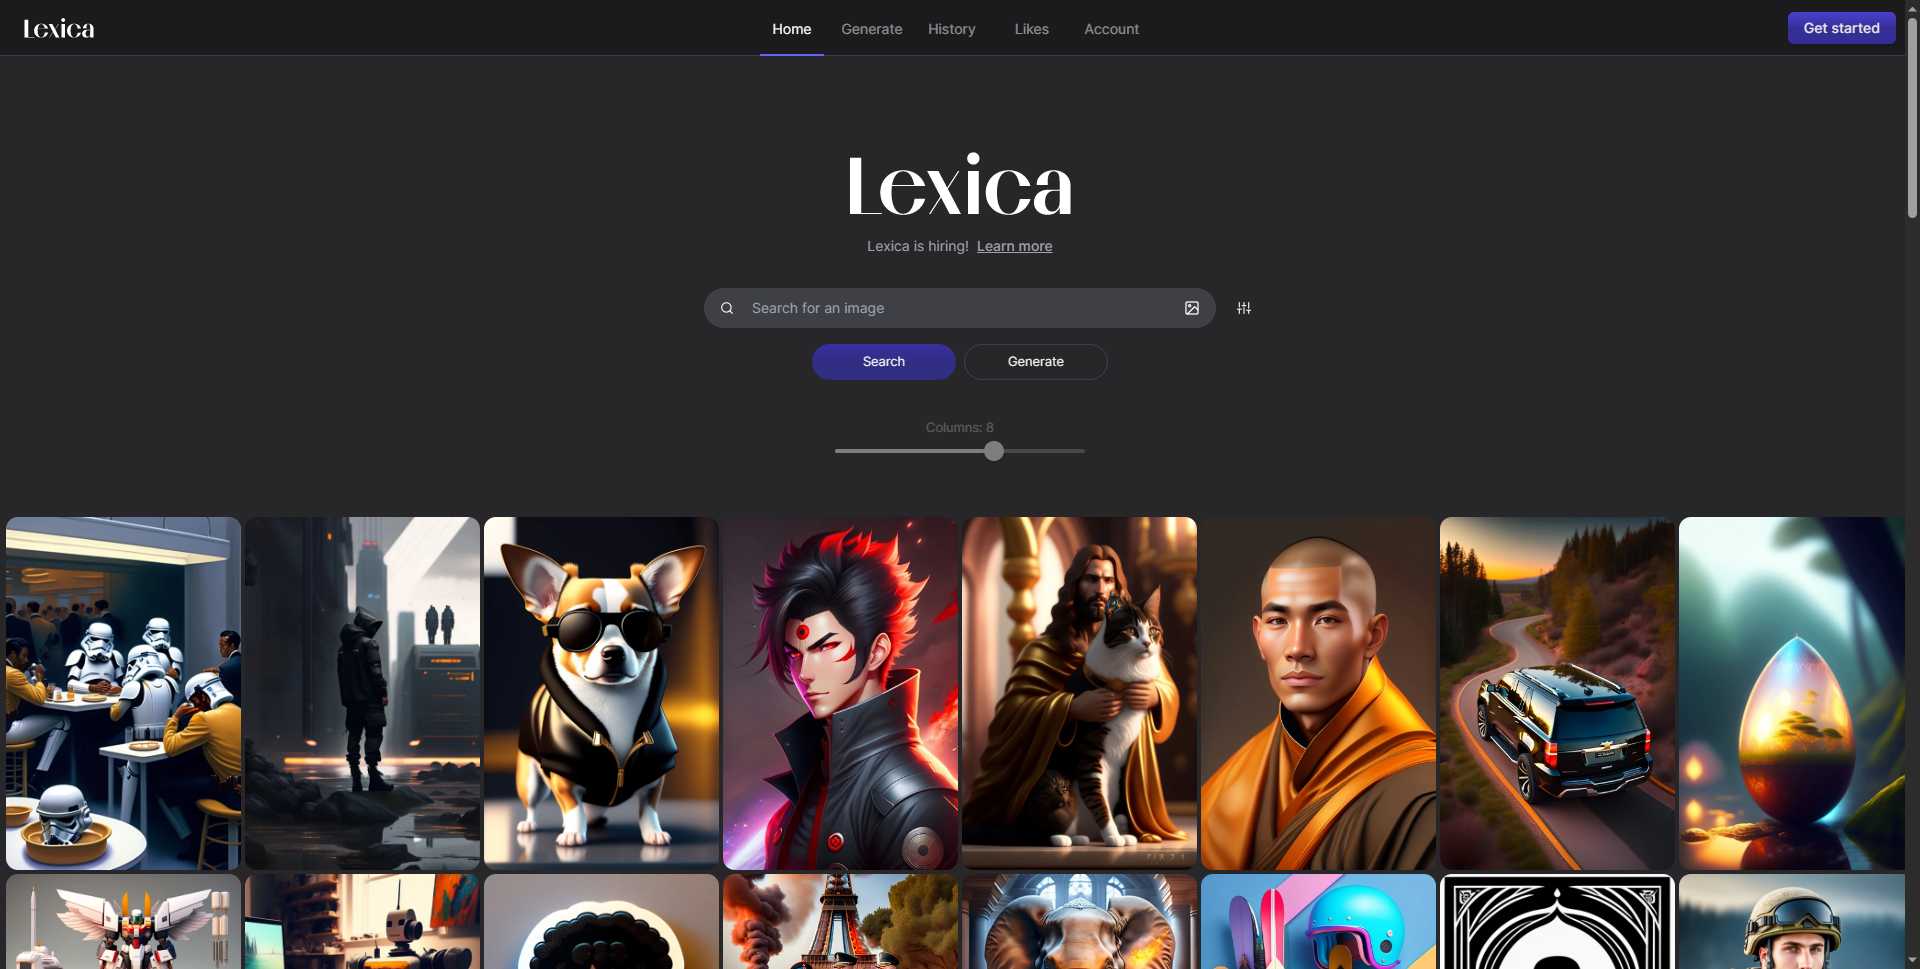 Lexica
Home Generate History Likes Account
Get started
Lexica
Lexica is hiring! Learn more
Search for an image
Search Generate
Columns: 8